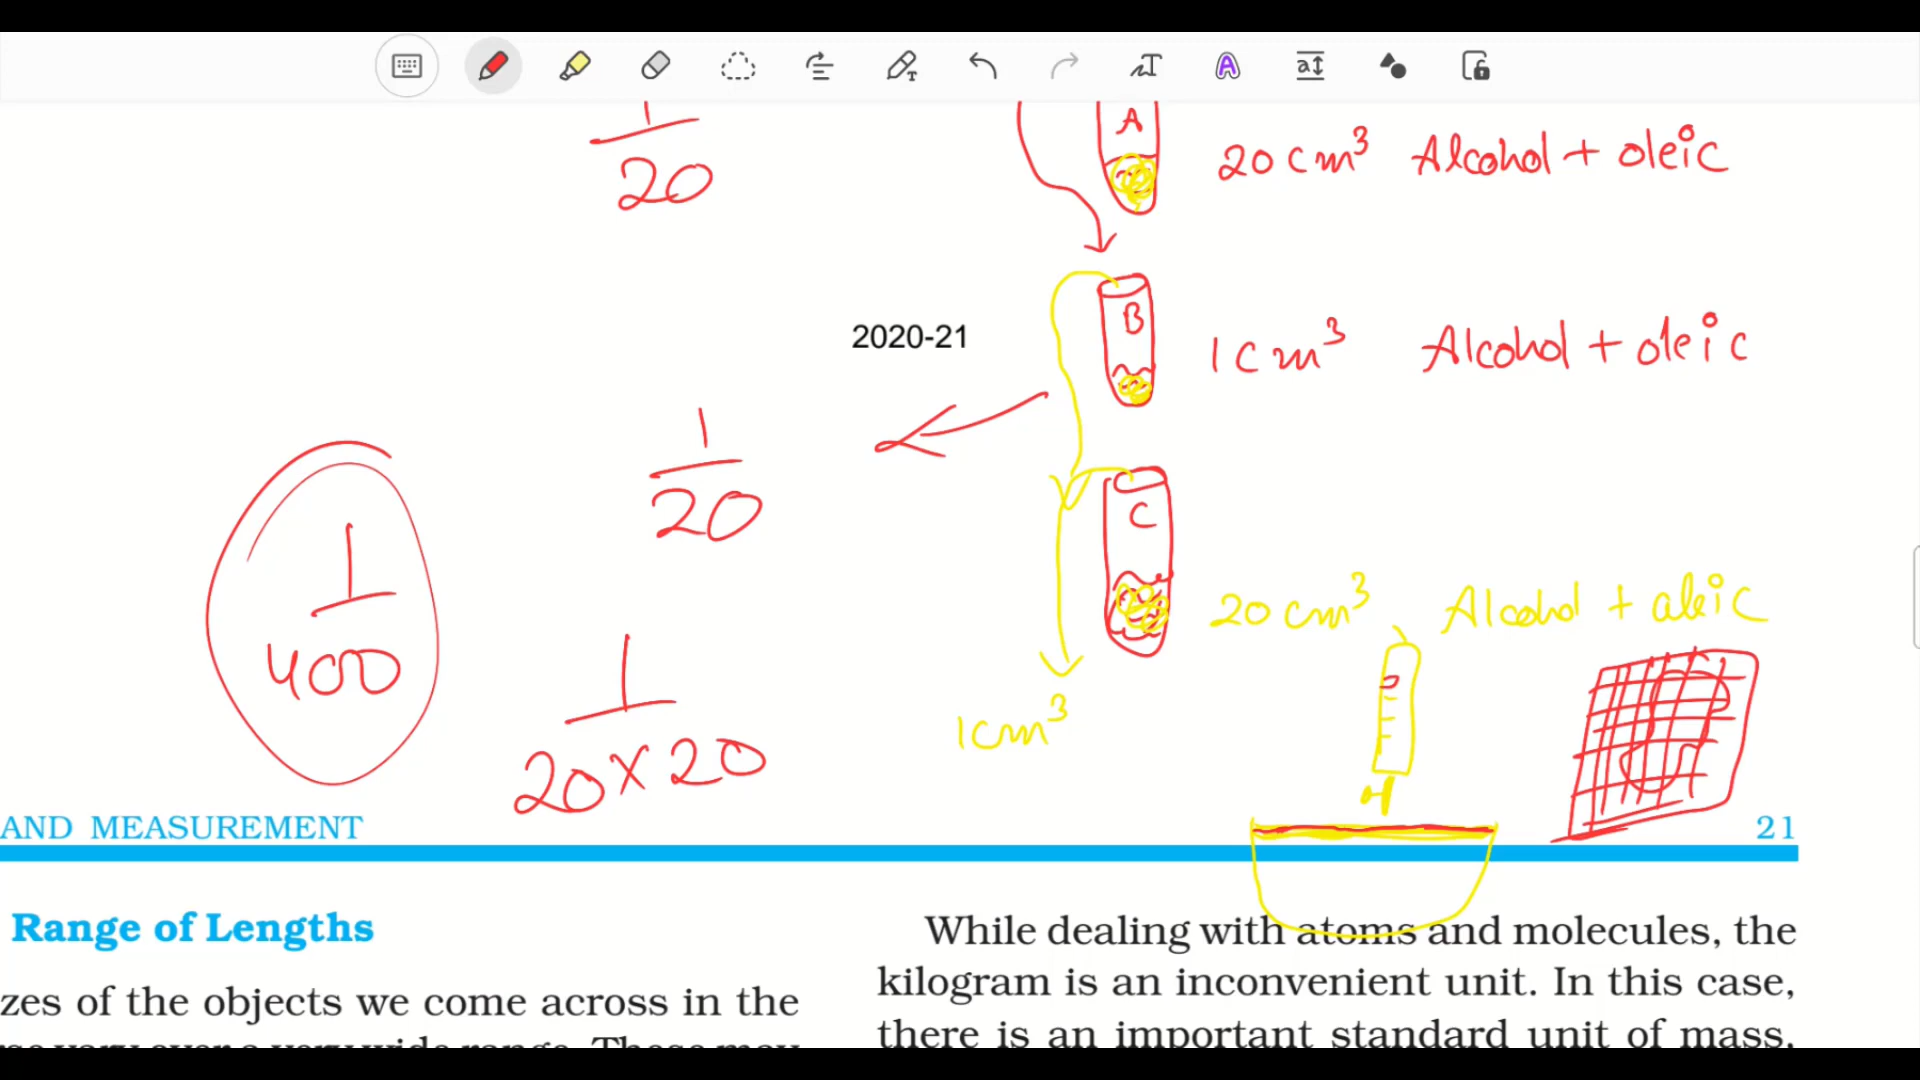 1
20
A
20 cm³ Alcohol + oleic
B
1 cm³ Alcohol + oleic
2020-21
1
20
C
20 cm³ Alcohol + oleic
1
400
1
20 x 20
1 cm³
AND MEASUREMENT
21
Range of Lengths
zes of the objects we come across in the
While dealing with atoms and molecules, the
kilogram is an inconvenient unit. In this case,
there is an important standard unit of mass,